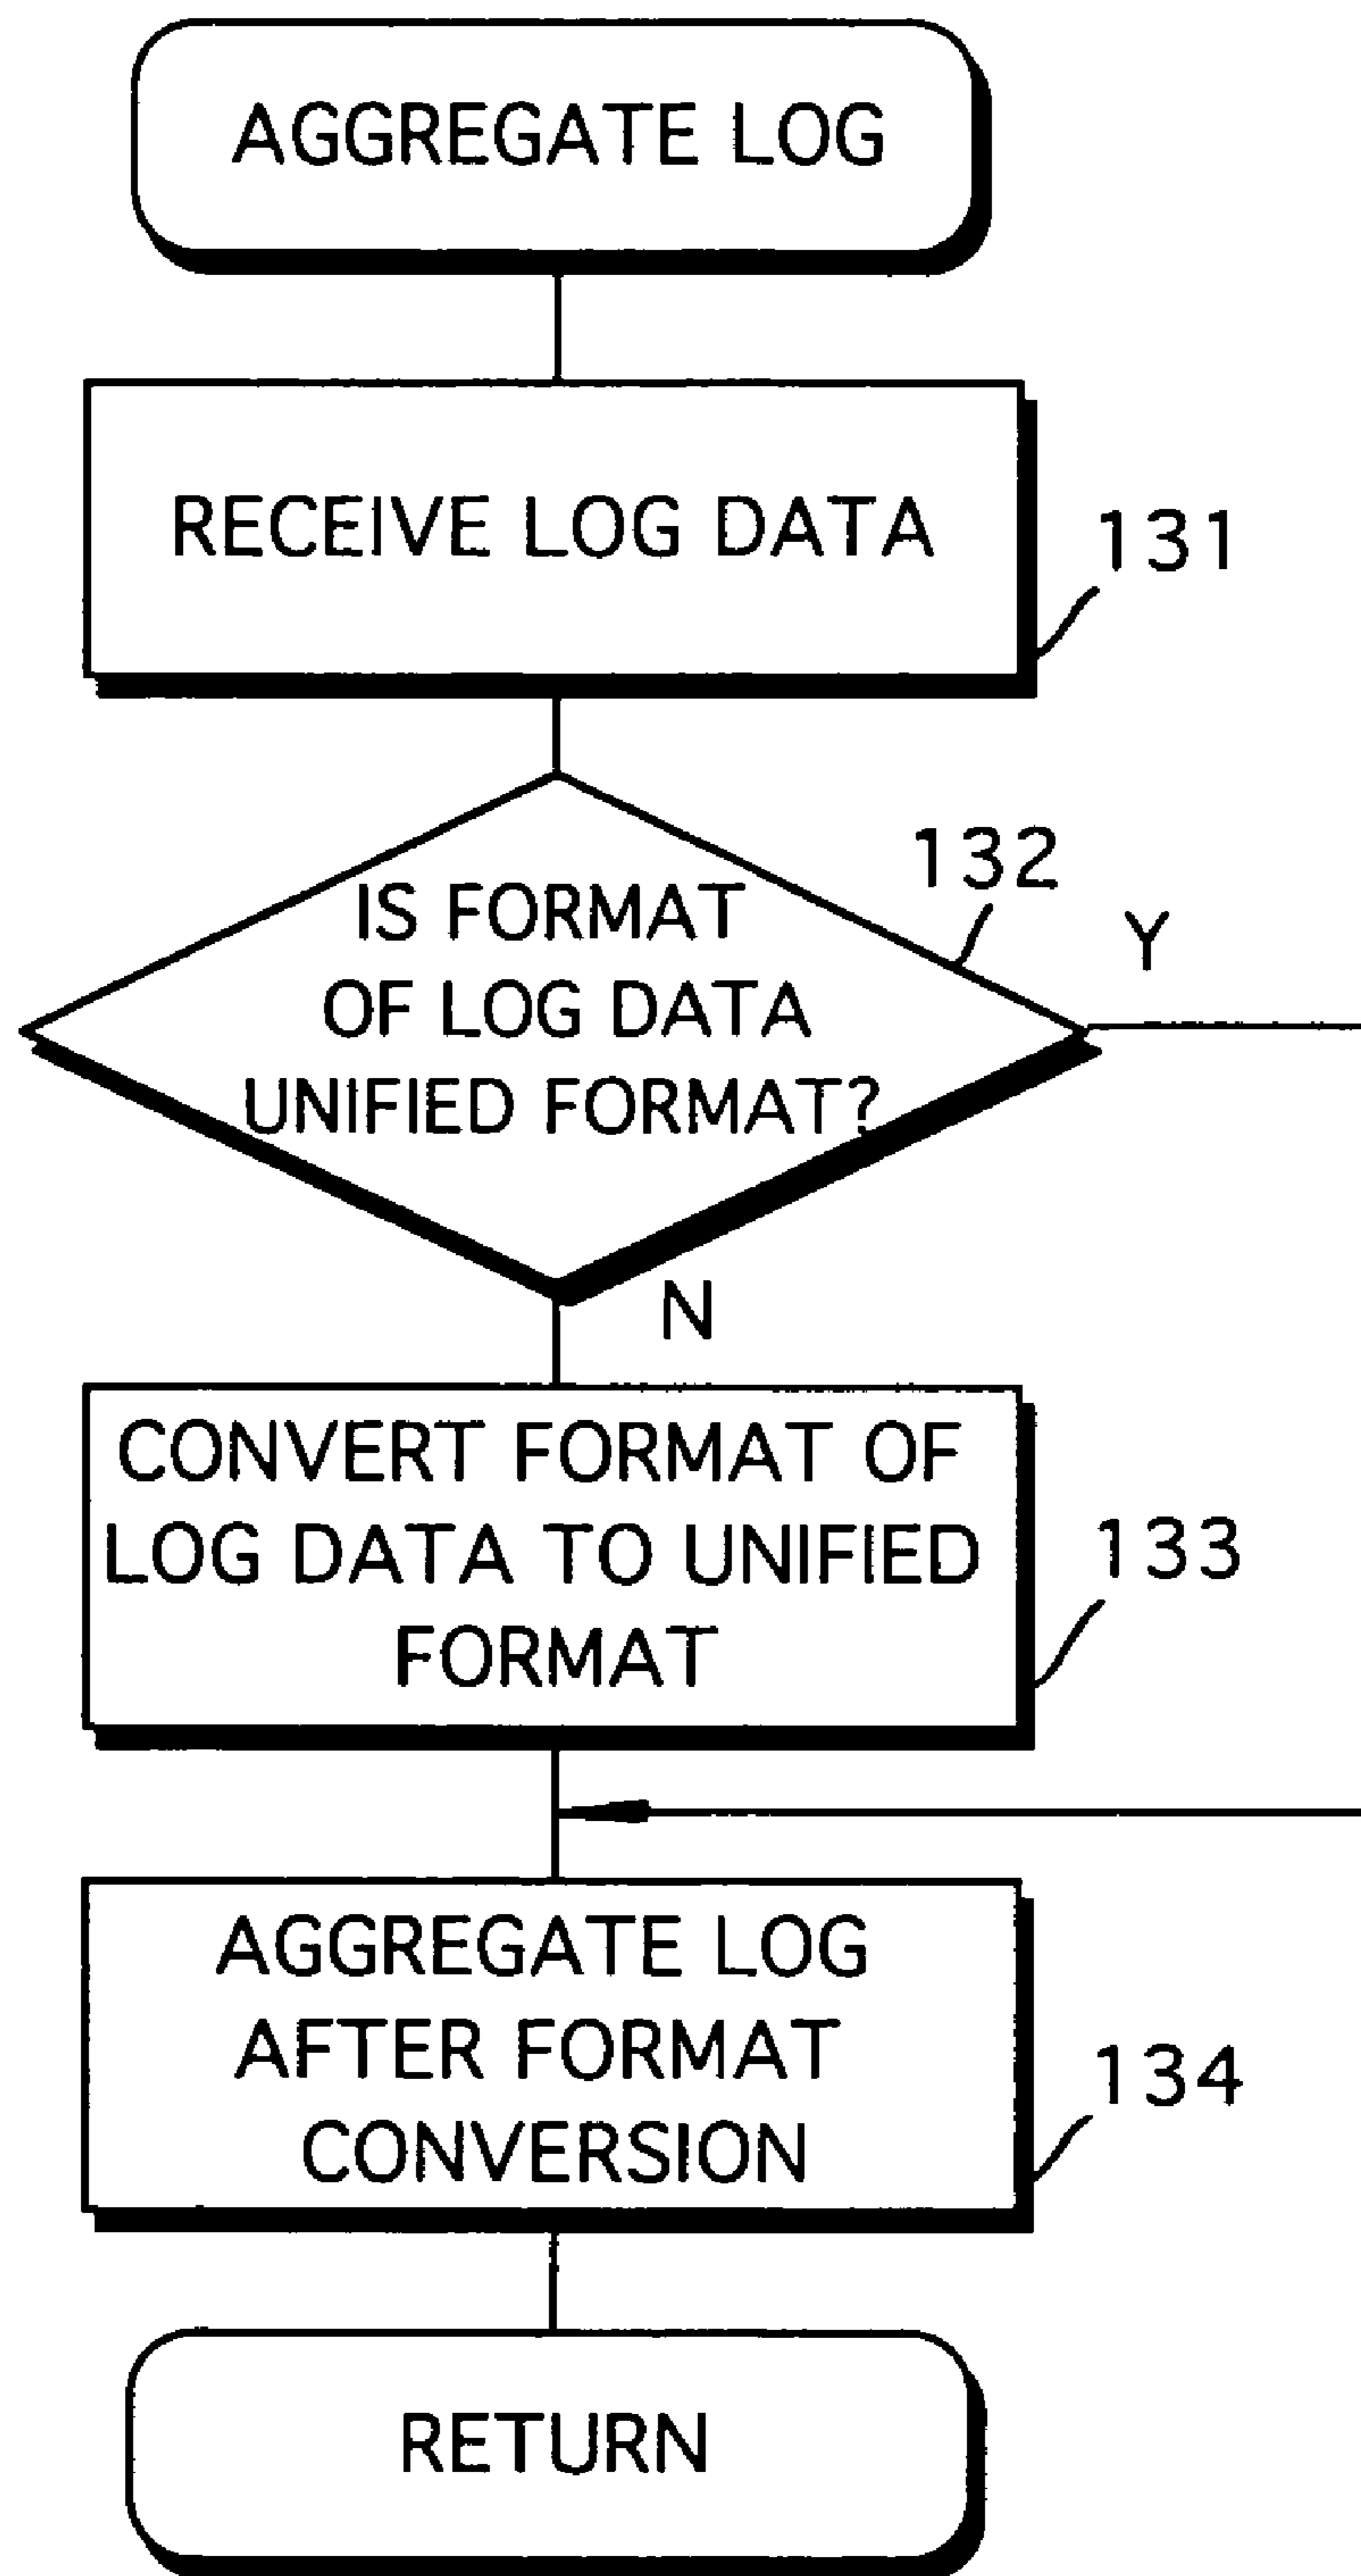 AGGREGATE LOG
RECEIVE LOG DATA
131
132
Y
IS FORMAT
OF LOG DATA
UNIFIED FORMAT?
N
CONVERT FORMAT OF
LOG DATA TO UNIFIED
FORMAT
133
AGGREGATE LOG
AFTER FORMAT
CONVERSION
134
RETURN